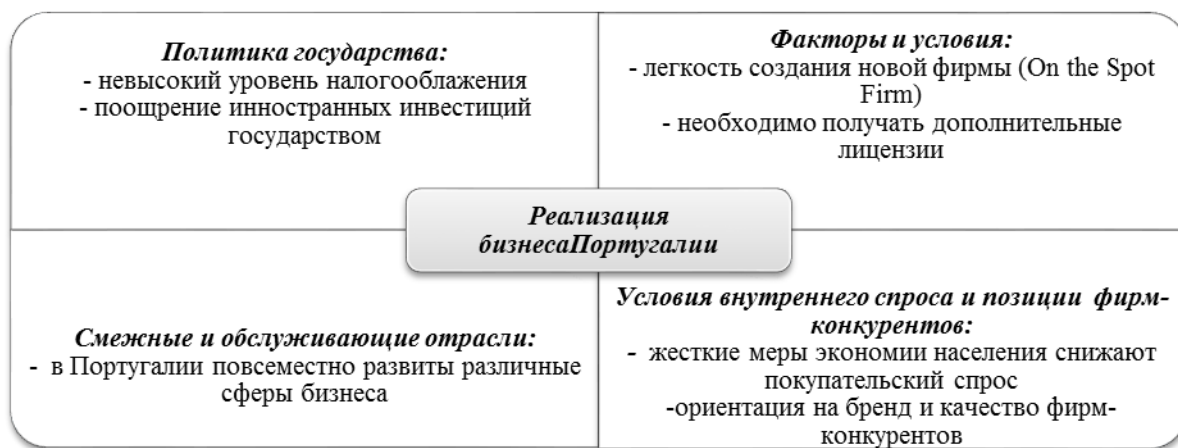 Политика государства:
- невысокий уровень налогооблажения
- поощрение инностранных инвестиций
государством
Факторы и условия:
- легкость создания новой фирмы (On the Spot
Firm)
- необходимо получать дополнительные
лицензии
Реализация
бизнесаПортугалии
Смежные и обслуживающие отрасли:
- в Португалии повсеместно развиты различные
сферы бизнеса
Условия внутреннего спроса и позиции фирм-
конкурентов:
- жесткие меры экономии населения снижают
покупательский спрос
-ориентация на бренд и качество фирм-
конкурентов